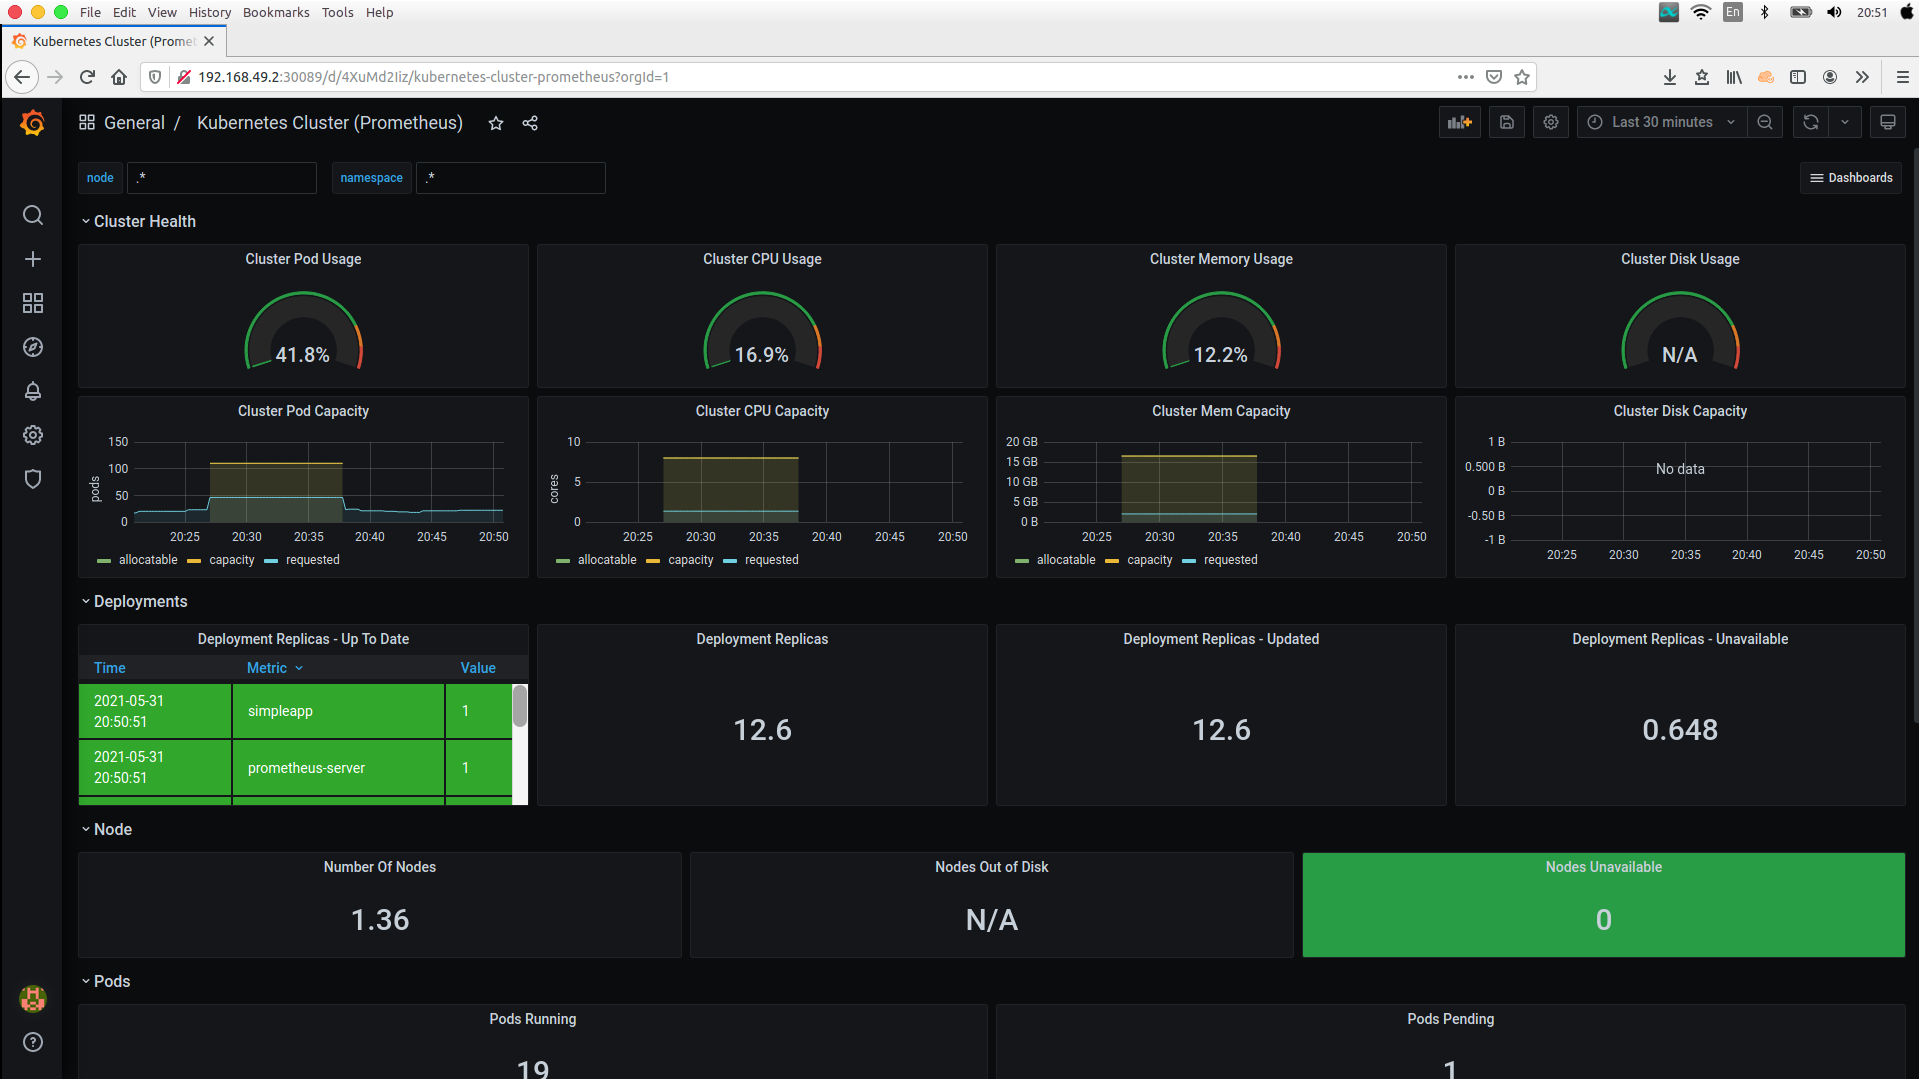 File Edit View History Bookmarks Tools Help
En
20:51
Kubernetes Cluster (Promet
192.168.49.2:30089/d/4XuMd2Iiz/kubernetes-cluster-prometheus?orgId=1
General / Kubernetes Cluster (Prometheus)
Last 30 minutes
node .* namespace .*
Dashboards
Cluster Health
Cluster Pod Usage
41.8%
Cluster CPU Usage
16.9%
Cluster Memory Usage
12.2%
Cluster Disk Usage
N/A
Cluster Pod Capacity
150
100
50
0
pods
20:25 20:30 20:35 20:40 20:45 20:50
allocatable capacity requested
Cluster CPU Capacity
10
5
0
cores
20:25 20:30 20:35 20:40 20:45 20:50
allocatable capacity requested
Cluster Mem Capacity
20 GB
15 GB
10 GB
5 GB
0 B
20:25 20:30 20:35 20:40 20:45 20:50
allocatable capacity requested
Cluster Disk Capacity
1 B
0.500 B
0 B
-0.50 B
-1 B
No data
20:25 20:30 20:35 20:40 20:45 20:50
Deployments
Deployment Replicas - Up To Date
Time Metric Value
2021-05-31
20:50:51
simpleapp
1
2021-05-31
20:50:51
prometheus-server
1
Deployment Replicas
12.6
Deployment Replicas - Updated
12.6
Deployment Replicas - Unavailable
0.648
Node
Number Of Nodes
1.36
Nodes Out of Disk
N/A
Nodes Unavailable
0
Pods
Pods Running
19
Pods Pending
1